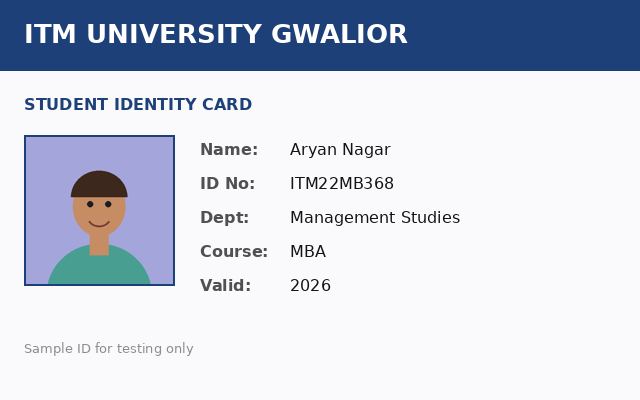 ITM UNIVERSITY GWALIOR
STUDENT IDENTITY CARD
Name: Aryan Nagar
ID No: ITM22MB368
Dept: Management Studies
Course: MBA
Valid: 2026
Sample ID for testing only